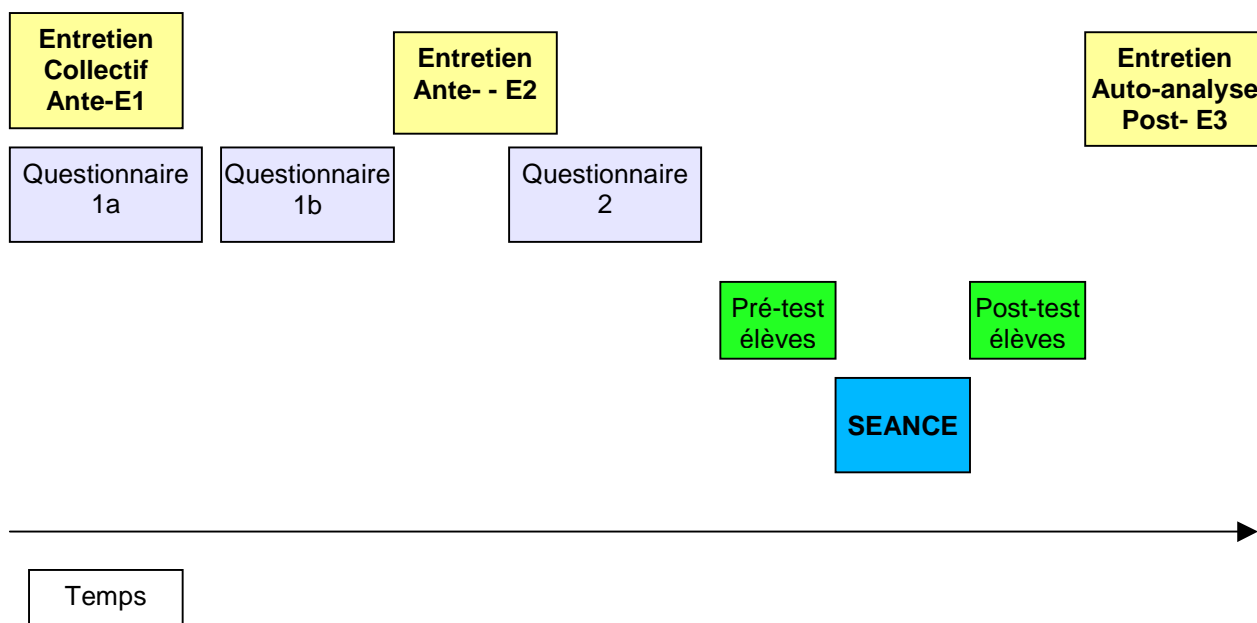 Entretien
Collectif
Ante-E1
Entretien
Ante- - E2
Entretien
Auto-analyse
Post- E3
Questionnaire
1a
Questionnaire
1b
Questionnaire
2
Pré-test
élèves
Post-test
élèves
SEANCE
Temps